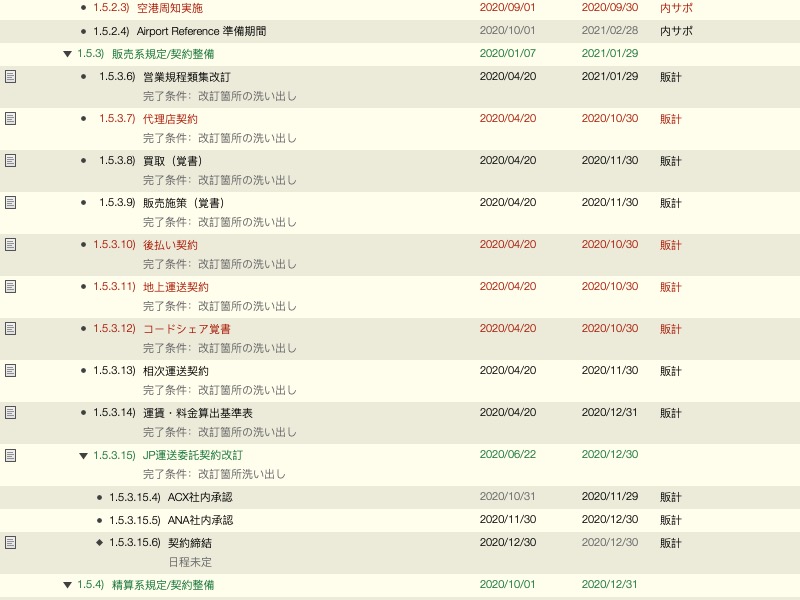 1.5.2.3) 空港周知実施 2020/09/01 2020/09/30 内サポ
1.5.2.4) Airport Reference 準備期間 2020/10/01 2021/02/28 内サポ
1.5.3) 販売系規定/契約整備 2020/01/07 2021/01/29
1.5.3.6) 営業規程類集改訂 2020/04/20 2021/01/29 販計
完了条件：改訂箇所の洗い出し
1.5.3.7) 代理店契約 2020/04/20 2020/10/30 販計
完了条件：改訂箇所の洗い出し
1.5.3.8) 買取（覚書） 2020/04/20 2020/11/30 販計
完了条件：改訂箇所の洗い出し
1.5.3.9) 販売施策（覚書） 2020/04/20 2020/11/30 販計
完了条件：改訂箇所の洗い出し
1.5.3.10) 後払い契約 2020/04/20 2020/10/30 販計
完了条件：改訂箇所の洗い出し
1.5.3.11) 地上運送契約 2020/04/20 2020/10/30 販計
完了条件：改訂箇所の洗い出し
1.5.3.12) コードシェア覚書 2020/04/20 2020/10/30 販計
完了条件：改訂箇所の洗い出し
1.5.3.13) 相次運送契約 2020/04/20 2020/11/30 販計
完了条件：改訂箇所の洗い出し
1.5.3.14) 運賃・料金算出基準表 2020/04/20 2020/12/31 販計
完了条件：改訂箇所の洗い出し
1.5.3.15) JP運送委託契約改訂 2020/06/22 2020/12/30
完了条件：改訂箇所洗い出し
1.5.3.15.4) ACX社内承認 2020/10/31 2020/11/29 販計
1.5.3.15.5) ANA社内承認 2020/11/30 2020/12/30 販計
1.5.3.15.6) 契約締結 2020/12/30 2020/12/30 販計
日程未定
1.5.4) 精算系規定/契約整備 2020/10/01 2020/12/31